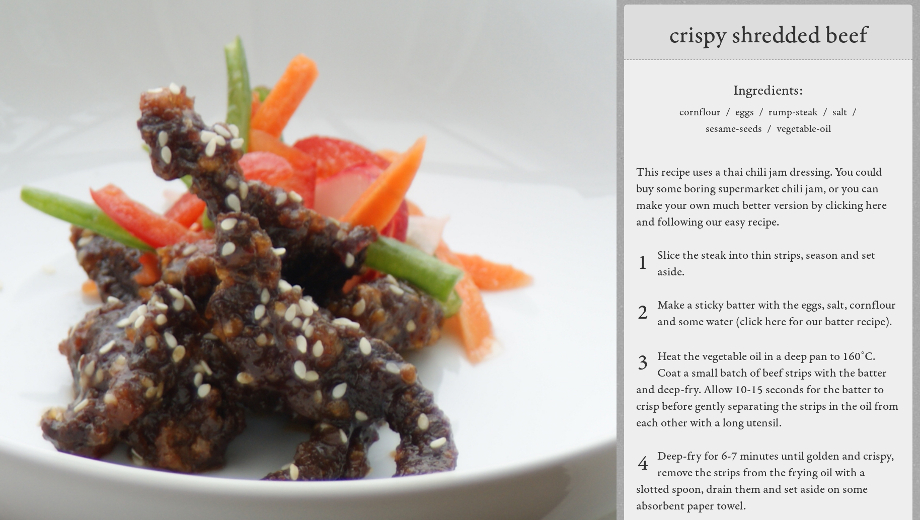 crispy shredded beef
Ingredients:
cornflour / eggs / rump-steak / salt /
sesame-seeds / vegetable-oil
This recipe uses a thai chili jam dressing. You could
buy some boring supermarket chili jam, or you can
make your own much better version by clicking here
and following our easy recipe.
1 Slice the steak into thin strips, season and set
aside.
2 Make a sticky batter with the eggs, salt, cornflour
and some water (click here for our batter recipe).
3 Heat the vegetable oil in a deep pan to 160°C.
Coat a small batch of beef strips with the batter
and deep-fry. Allow 10-15 seconds for the batter to
crisp before gently separating the strips in the oil from
each other with a long utensil.
4 Deep-fry for 6-7 minutes until golden and crispy,
remove the strips from the frying oil with a
slotted spoon, drain them and set aside on some
absorbent paper towel.